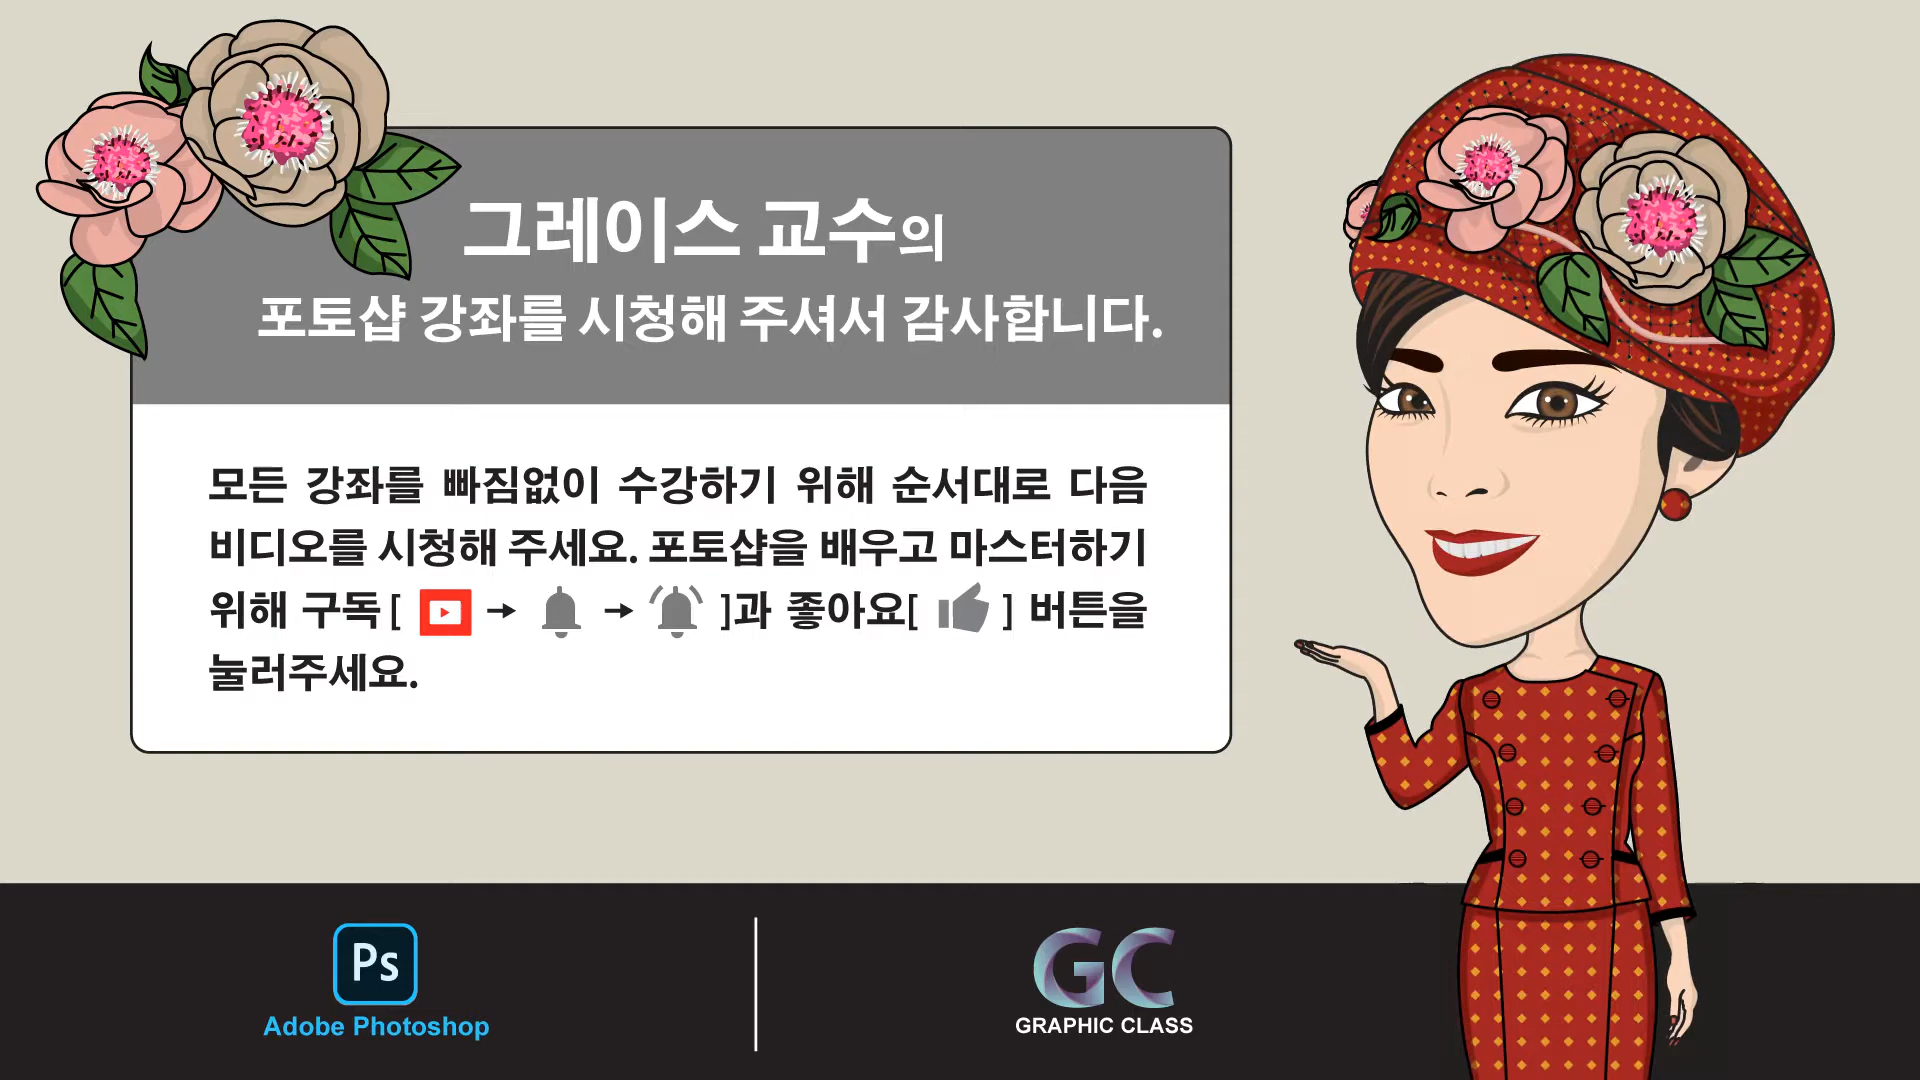 그레이스 교수의
포토샵 강좌를 시청해 주셔서 감사합니다.
모든 강좌를 빠짐없이 수강하기 위해 순서대로 다음
비디오를 시청해 주세요. 포토샵을 배우고 마스터하기
위해 구독[ → → ]과 좋아요[ ] 버튼을
눌러주세요.
Ps
Adobe Photoshop
GC
GRAPHIC CLASS